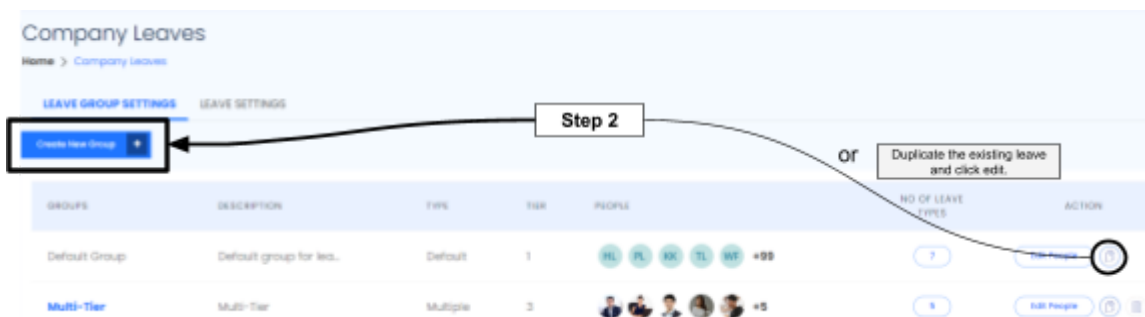 Company Leaves
Home > Company Leaves
LEAVE GROUP SETTINGS LEAVE SETTINGS
Step 2
Create New Group +
or
Duplicate the existing leave
and click edit.
GROUPS DESCRIPTION TYPE TIER PEOPLE NO OF LEAVE TYPES ACTION
Default Group Default group for lea... Default 1 HL PL KK TL WF +99 7 Edit People
Multi-Tier Multi-Tier Multiple 3 +5 5 Edit People